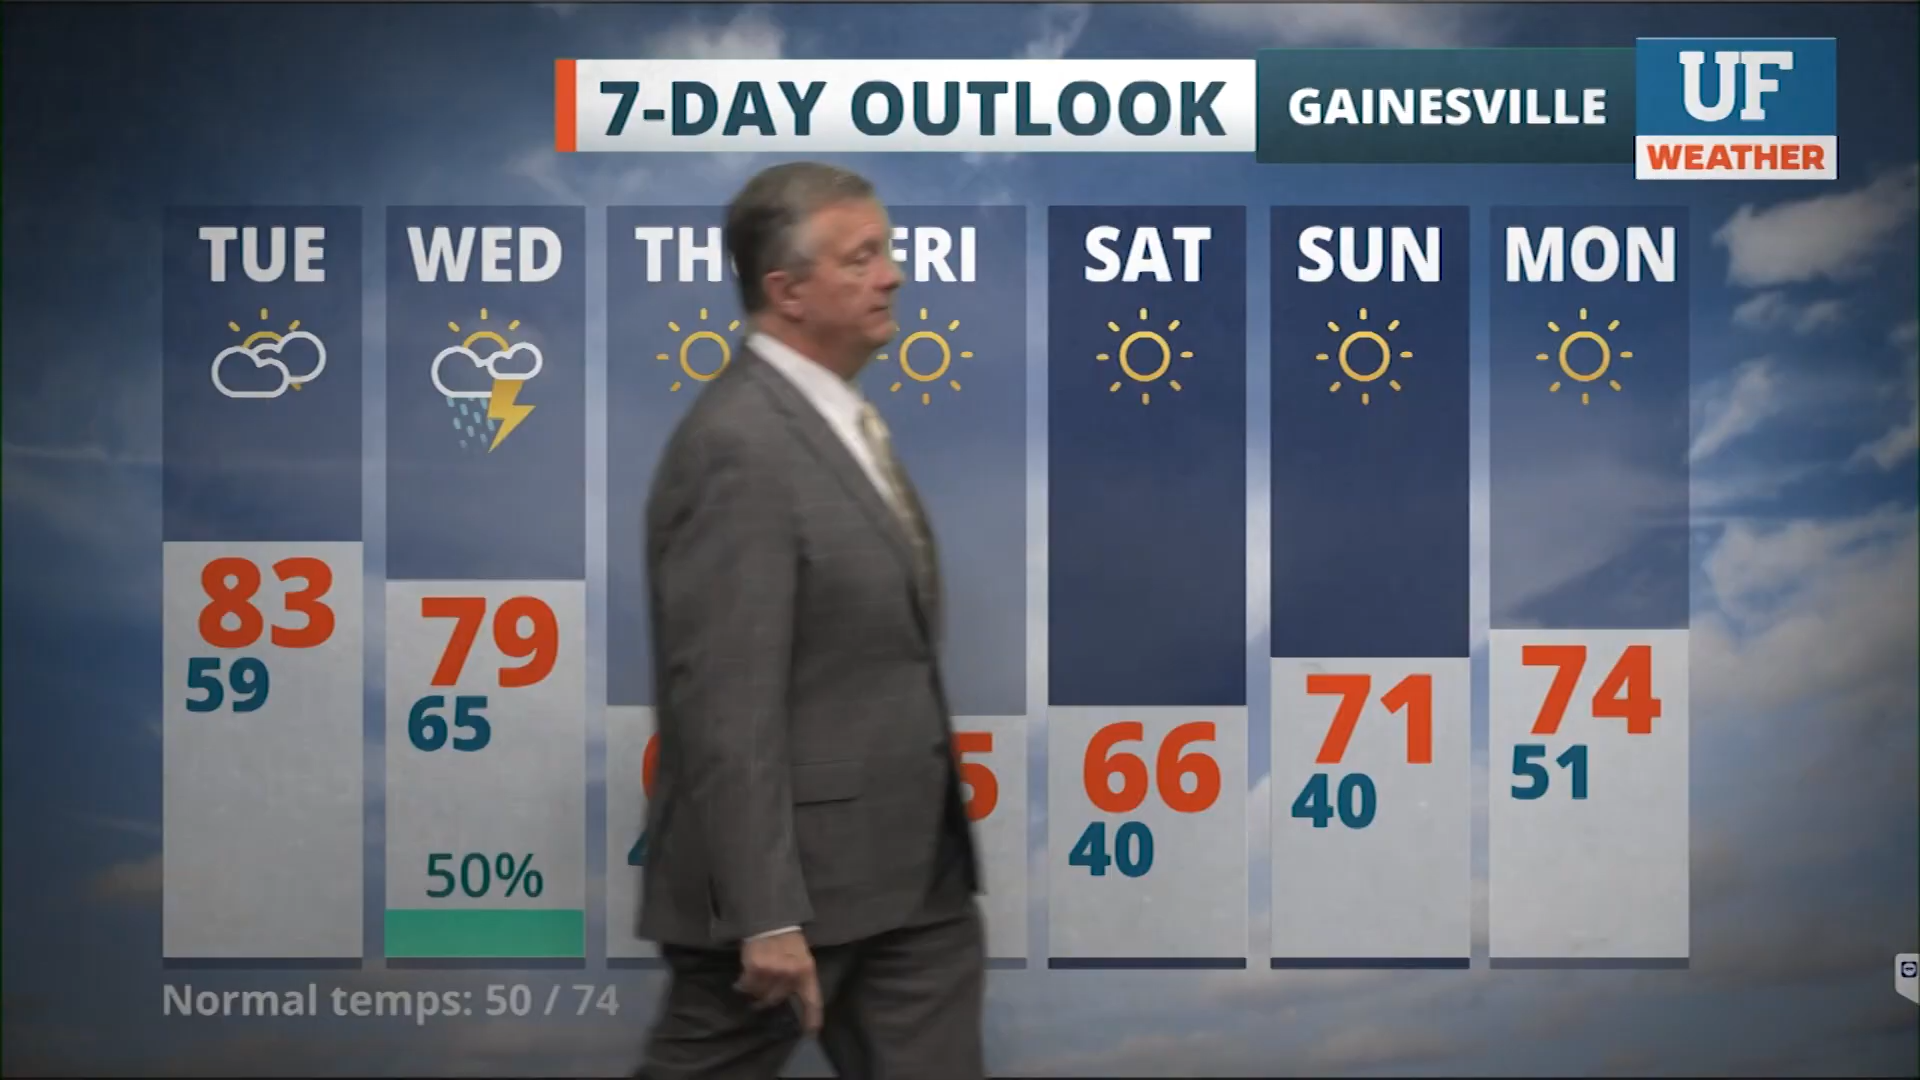 7-DAY OUTLOOK
GAINESVILLE
UF
WEATHER
TUE WED FRI SAT SUN MON
83 79 66 71 74
59 65 40 40 51
50%
Normal temps: 50 / 74